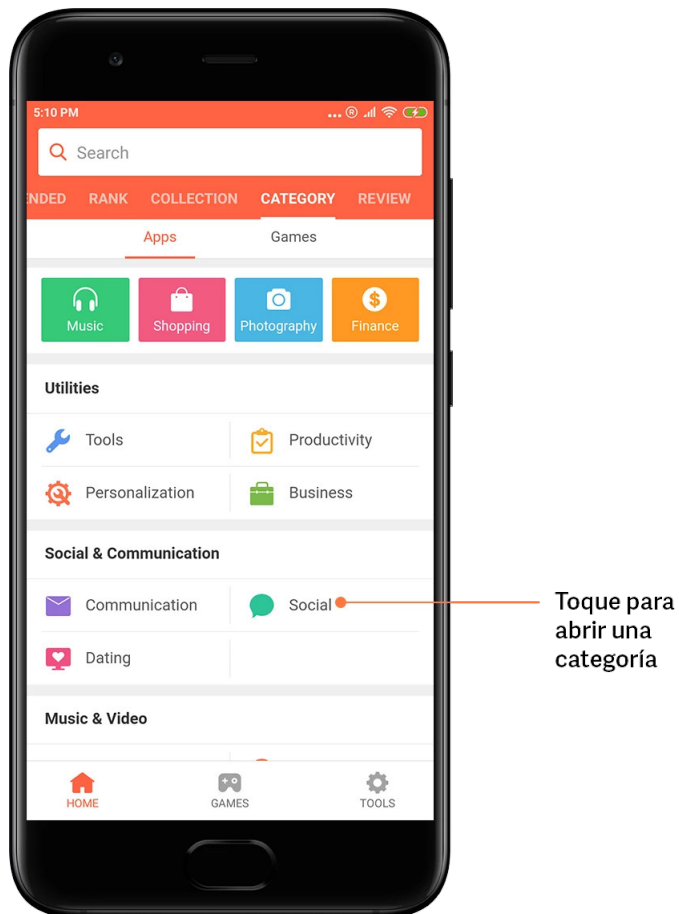 5:10 PM
Search
ENDED RANK COLLECTION CATEGORY REVIEW
Apps Games
Music Shopping Photography Finance
Utilities
Tools Productivity
Personalization Business
Social & Communication
Communication Social
Toque para
abrir una
categoría
Dating
Music & Video
HOME GAMES TOOLS